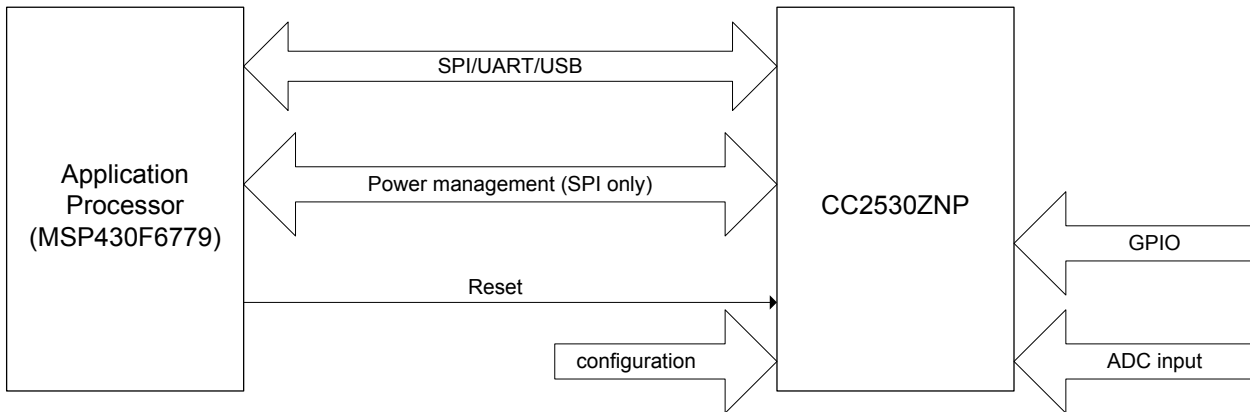 SPI/UART/USB
Application
Processor
(MSP430F6779)
Power management (SPI only)
CC2530ZNP
GPIO
Reset
configuration
ADC input